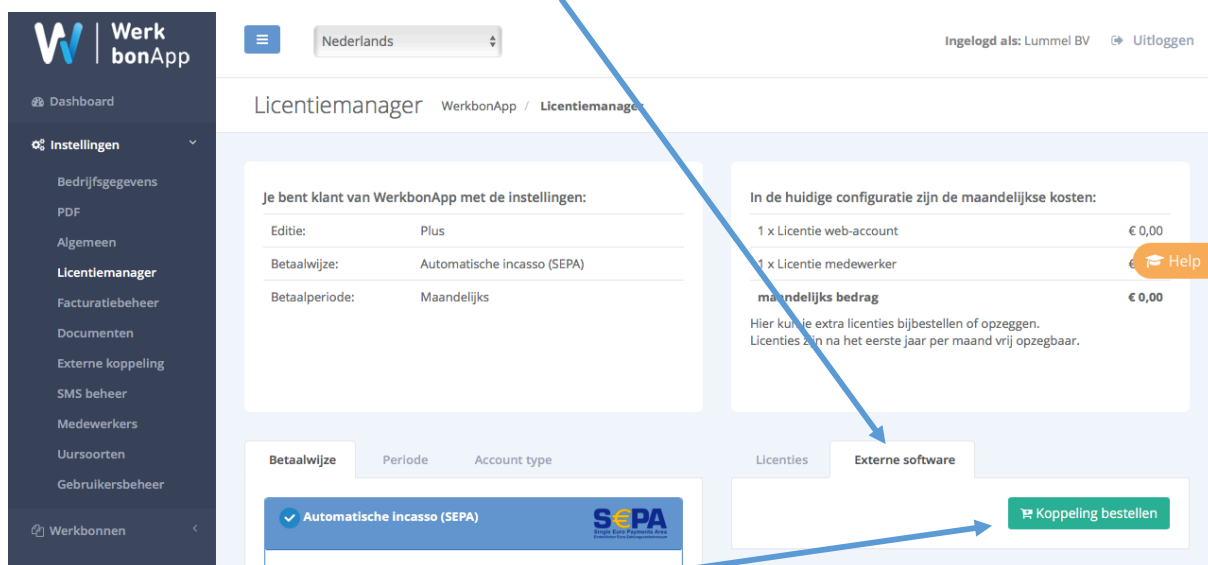 Werk
bonApp
Nederlands
Ingelogd als: Lummel BV Uitloggen
Dashboard
Instellingen
Bedrijfsgegevens
PDF
Algemeen
Licentiemanager
Facturatiebeheer
Documenten
Externe koppeling
SMS beheer
Medewerkers
Uursoorten
Gebruikersbeheer
Werkbonnen
Licentiemanager WerkbonApp / Licentiemanager
Je bent klant van WerkbonApp met de instellingen:
Editie: Plus
Betaalwijze: Automatische incasso (SEPA)
Betaalperiode: Maandelijks
In de huidige configuratie zijn de maandelijkse kosten:
1 x Licentie web-account € 0,00
1 x Licentie medewerker €
maandelijks bedrag € 0,00
Hier kun je extra licenties bijbestellen of opzeggen.
Licenties zijn na het eerste jaar per maand vrij opzegbaar.
Help
Betaalwijze Periode Account type
Automatische incasso (SEPA)
S€PA
Single Euro Payments Area
Licenties Externe software
Koppeling bestellen